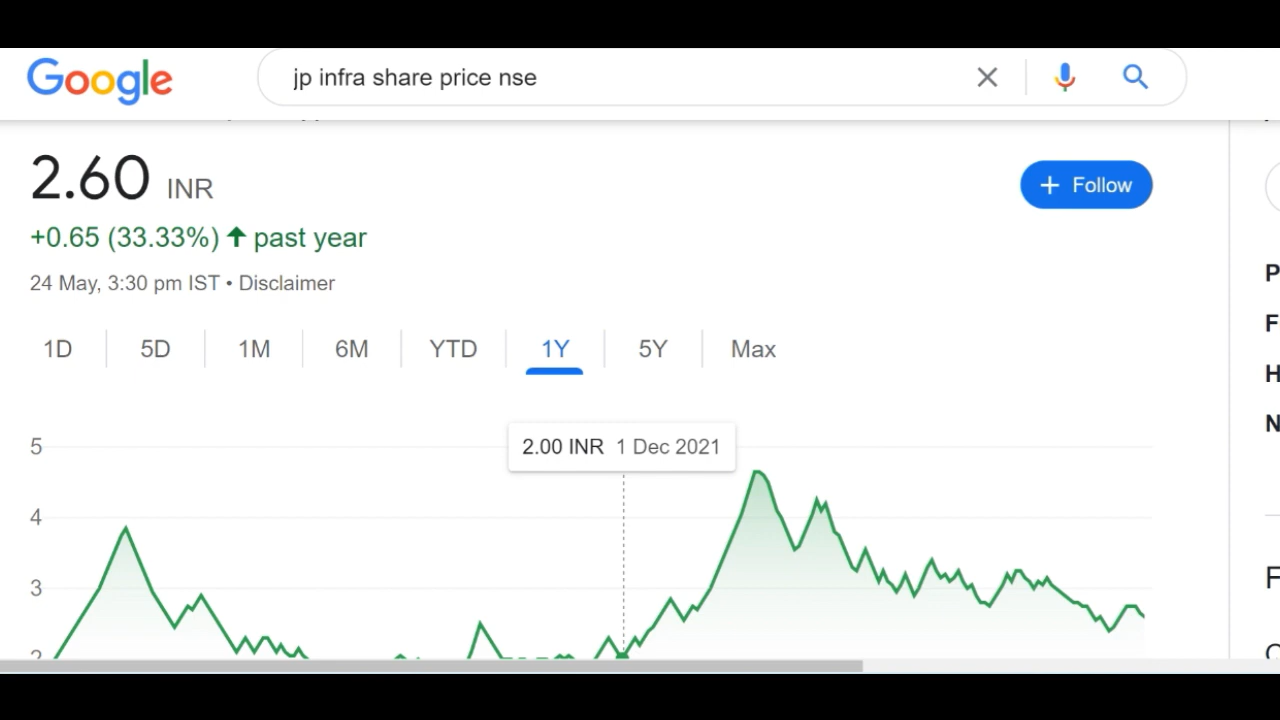 Google
jp infra share price nse
2.60 INR
+ Follow
+0.65 (33.33%) ↑ past year
24 May, 3:30 pm IST • Disclaimer
1D 5D 1M 6M YTD 1Y 5Y Max
5
2.00 INR 1 Dec 2021
4
3
2
P
F
H
N
F